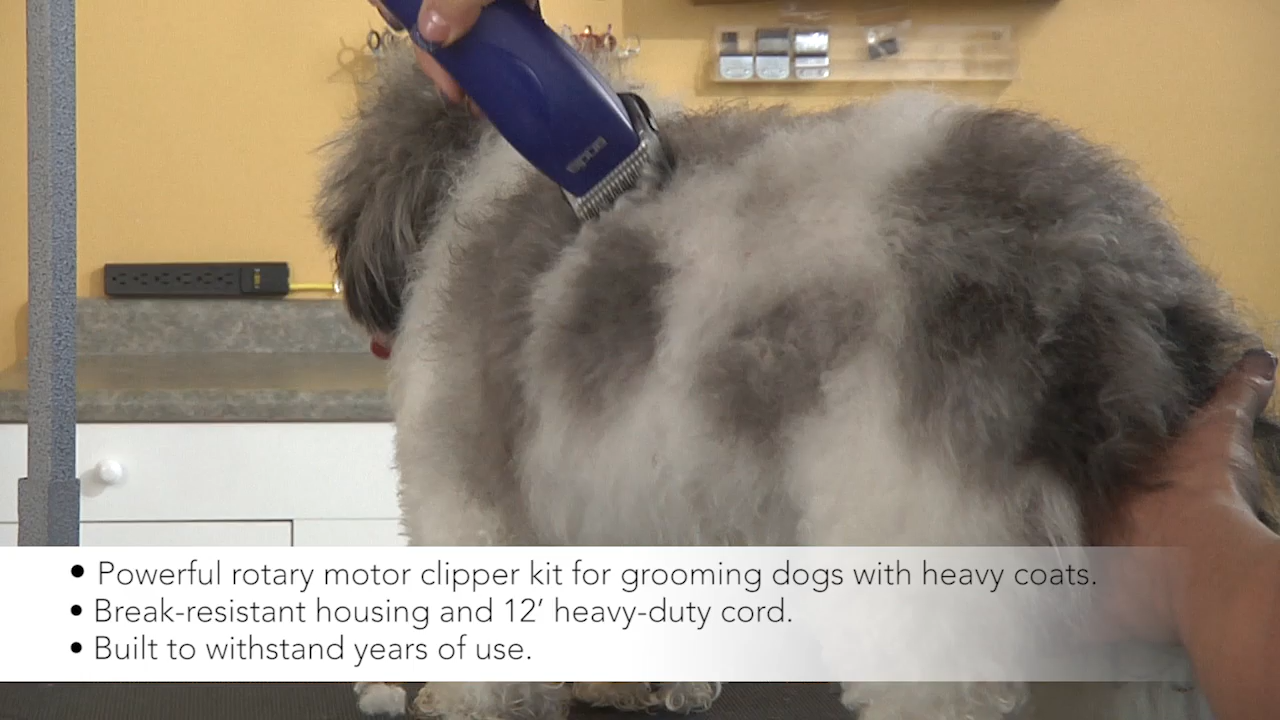 • Powerful rotary motor clipper kit for grooming dogs with heavy coats.
• Break-resistant housing and 12’ heavy-duty cord.
• Built to withstand years of use.